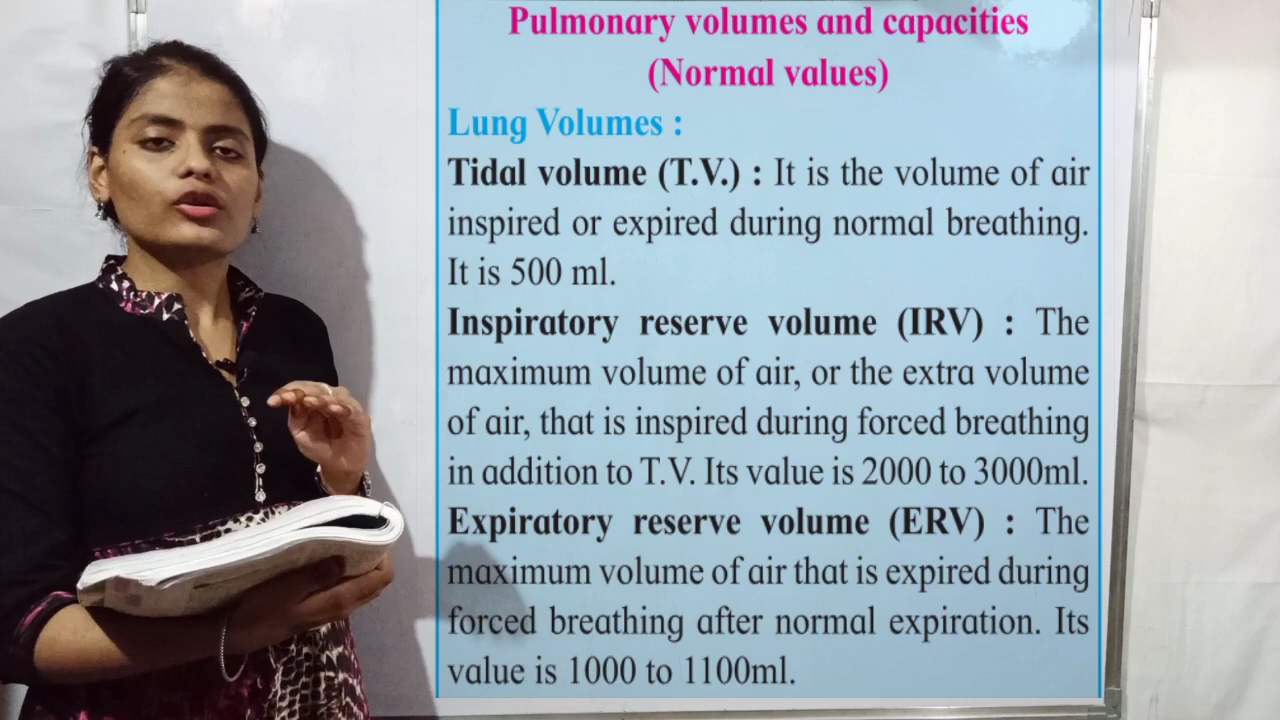 Pulmonary volumes and capacities
(Normal values)
Lung Volumes :
Tidal volume (T.V.) : It is the volume of air
inspired or expired during normal breathing.
It is 500 ml.
Inspiratory reserve volume (IRV) : The
maximum volume of air, or the extra volume
of air, that is inspired during forced breathing
in addition to T.V. Its value is 2000 to 3000ml.
Expiratory reserve volume (ERV) : The
maximum volume of air that is expired during
forced breathing after normal expiration. Its
value is 1000 to 1100ml.